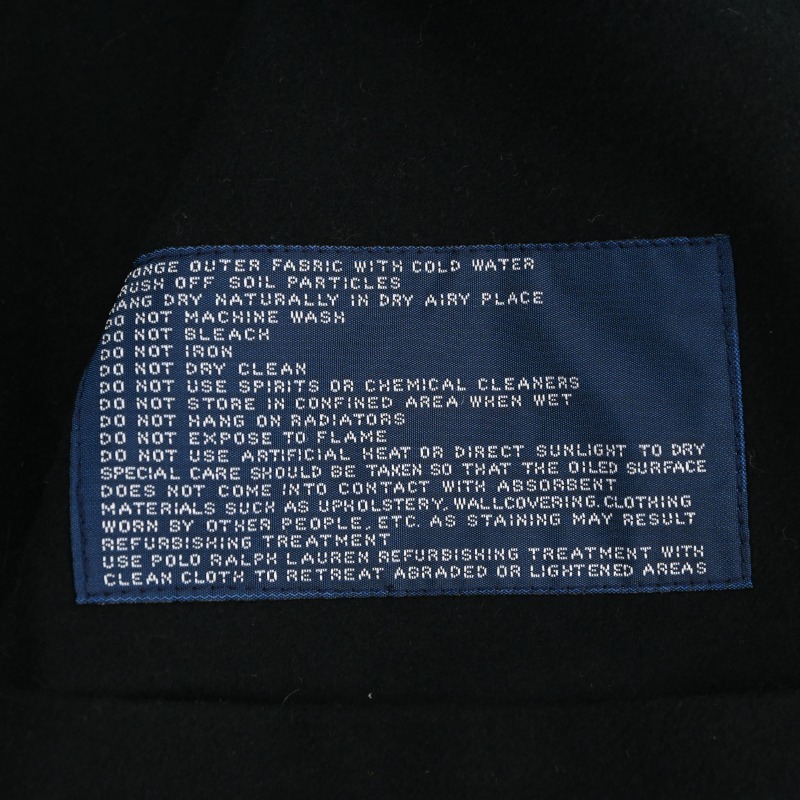 SPONGE OUTER FABRIC WITH COLD WATER
BRUSH OFF SOIL PARTICLES
HANG DRY NATURALLY IN DRY AIRY PLACE
DO NOT MACHINE WASH
DO NOT BLEACH
DO NOT IRON
DO NOT DRY CLEAN
DO NOT USE SPIRITS OR CHEMICAL CLEANERS
DO NOT STORE IN CONFINED AREA WHEN WET
DO NOT HANG ON RADIATORS
DO NOT EXPOSE TO FLAME
DO NOT USE ARTIFICIAL HEAT OR DIRECT SUNLIGHT TO DRY
SPECIAL CARE SHOULD BE TAKEN SO THAT THE OILED SURFACE
DOES NOT COME INTO CONTACT WITH ABSORBENT
MATERIALS SUCH AS UPHOLSTERY, WALLCOVERING, CLOTHING
WORN BY OTHER PEOPLE, ETC. AS STAINING MAY RESULT
REFURBISHING TREATMENT
USE POLO RALPH LAUREN REFURBISHING TREATMENT WITH
CLEAN CLOTH TO RETREAT ABRADED OR LIGHTENED AREAS